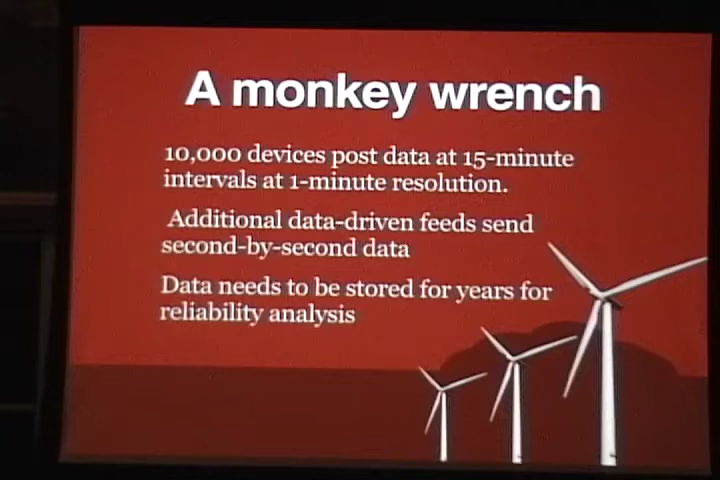 A monkey wrench
10,000 devices post data at 15-minute
intervals at 1-minute resolution.
Additional data-driven feeds send
second-by-second data
Data needs to be stored for years for
reliability analysis